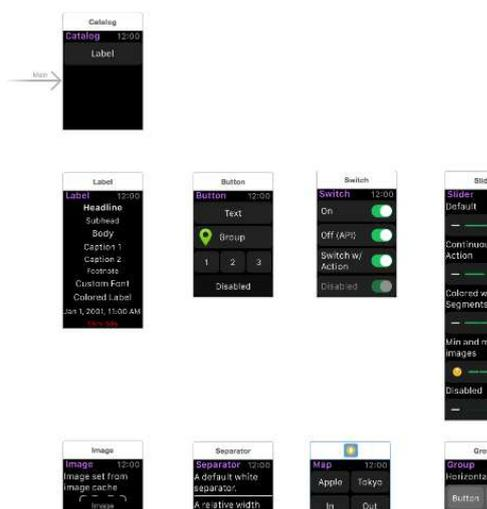 Catalog
Catalog 12:00
Label
Main
Label
Label 12:00
Headline
Subhead
Body
Caption 1
Caption 2
Footnote
Custom Font
Colored Label
Jan 1, 2001, 11:00 AM
Button
Button 12:00
Text
Group
1 2 3
Disabled
Switch
Switch 12:00
On
Off (API)
Switch w/
Action
Disabled
Slid
Slider
Default
Continuou
Action
Colored w
Segments
Min and m
images
Disabled
Image
Image 12:00
Image set from
image cache
Image
Separator
Separator 12:00
A default white
separator.
A relative width
Map 12:00
Apple Tokyo
In Out
Gro
Group
Horizonta
Button